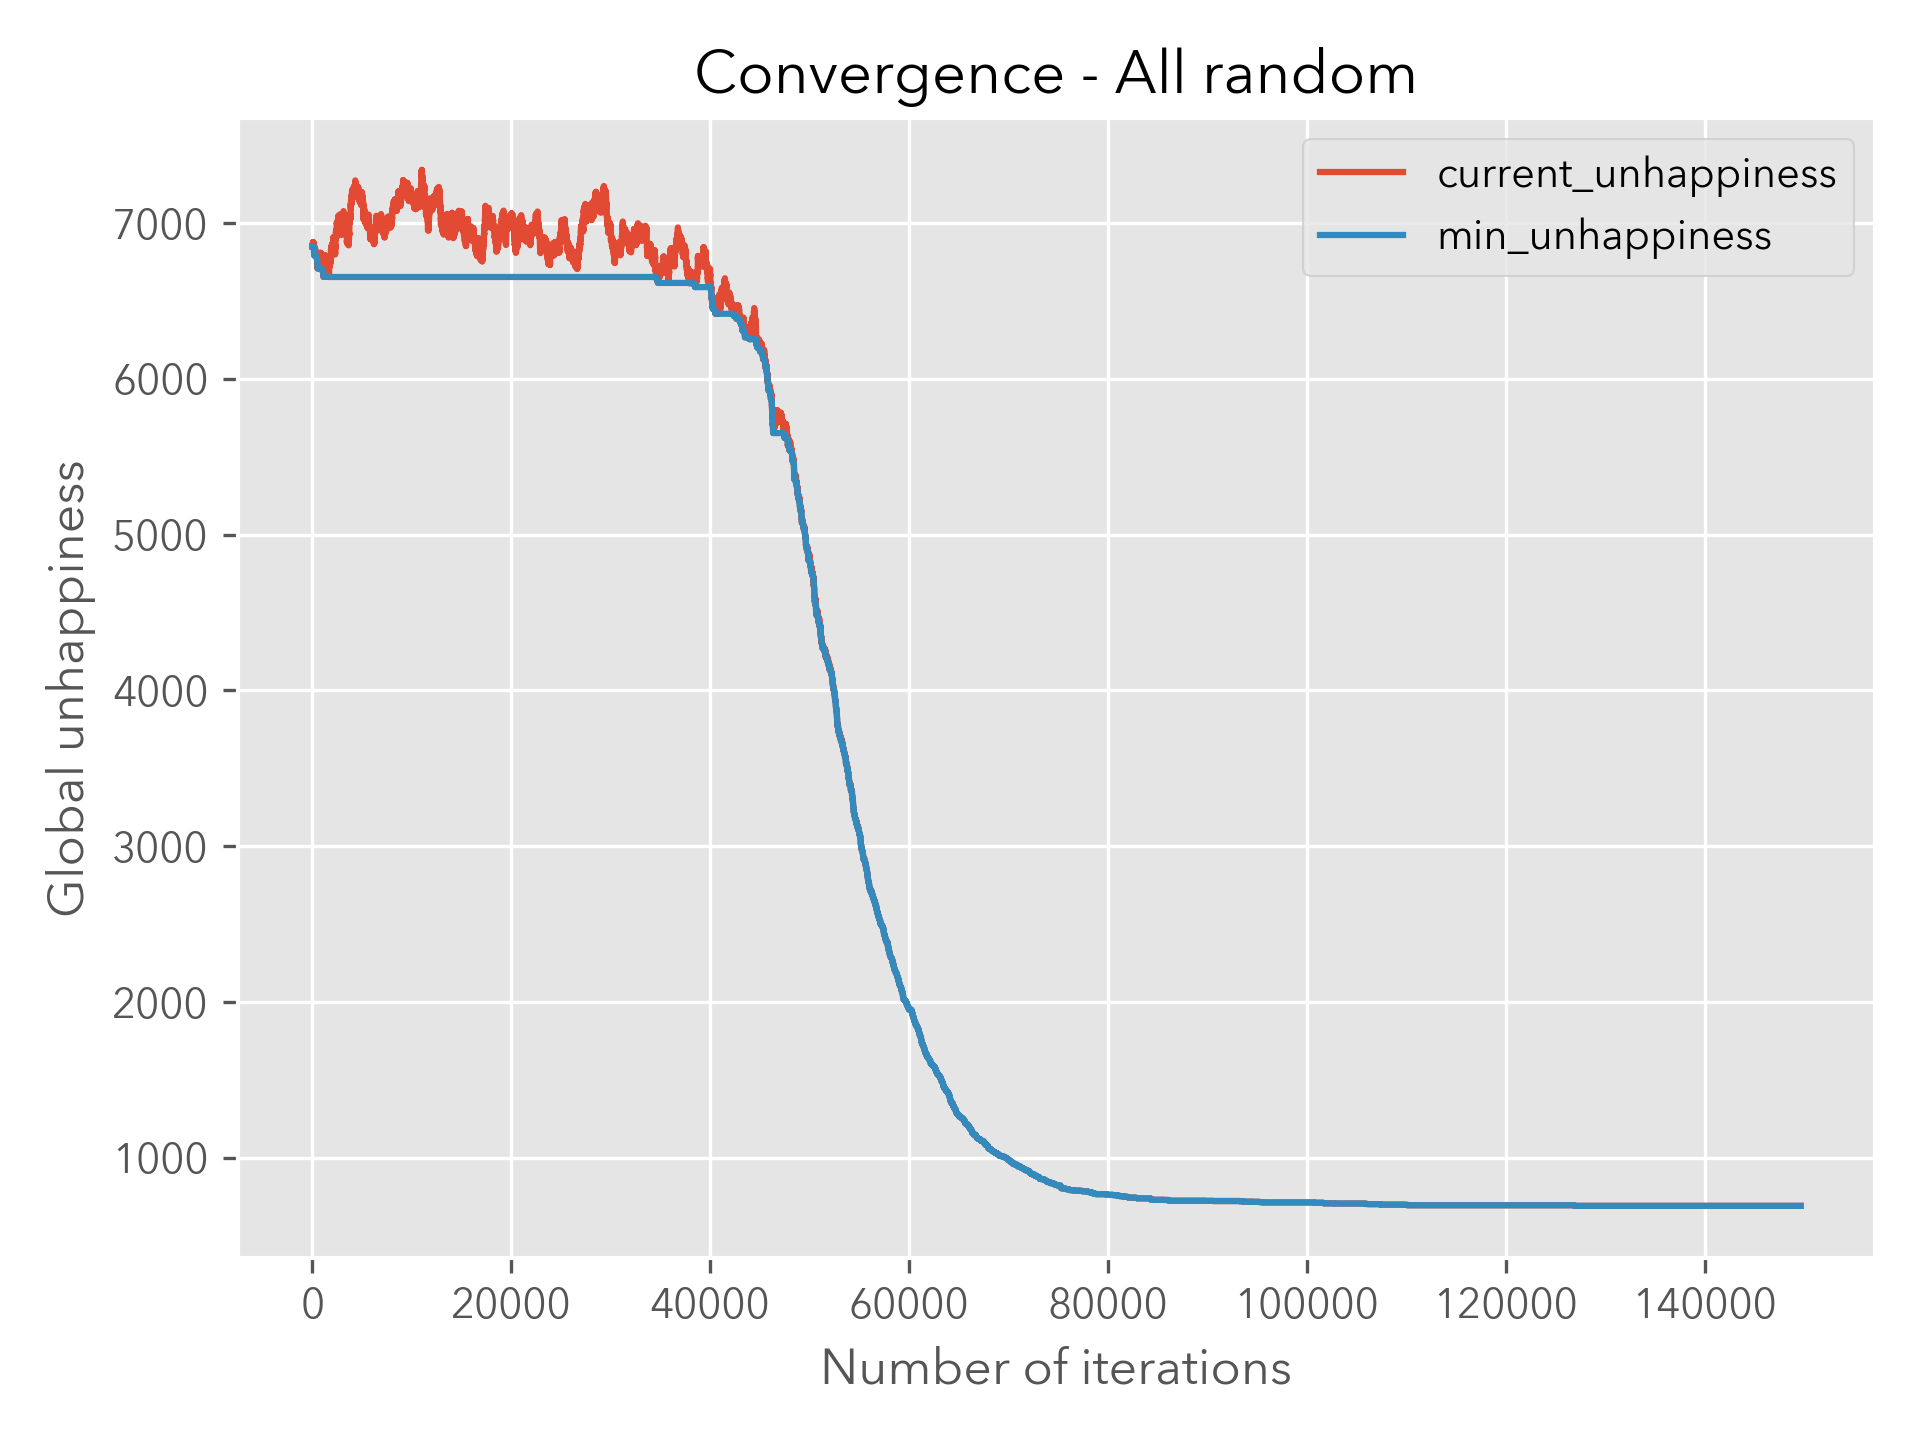 Convergence - All random
current_unhappiness
min_unhappiness
Global unhappiness
7000
6000
5000
4000
3000
2000
1000
0 20000 40000 60000 80000 100000 120000 140000
Number of iterations